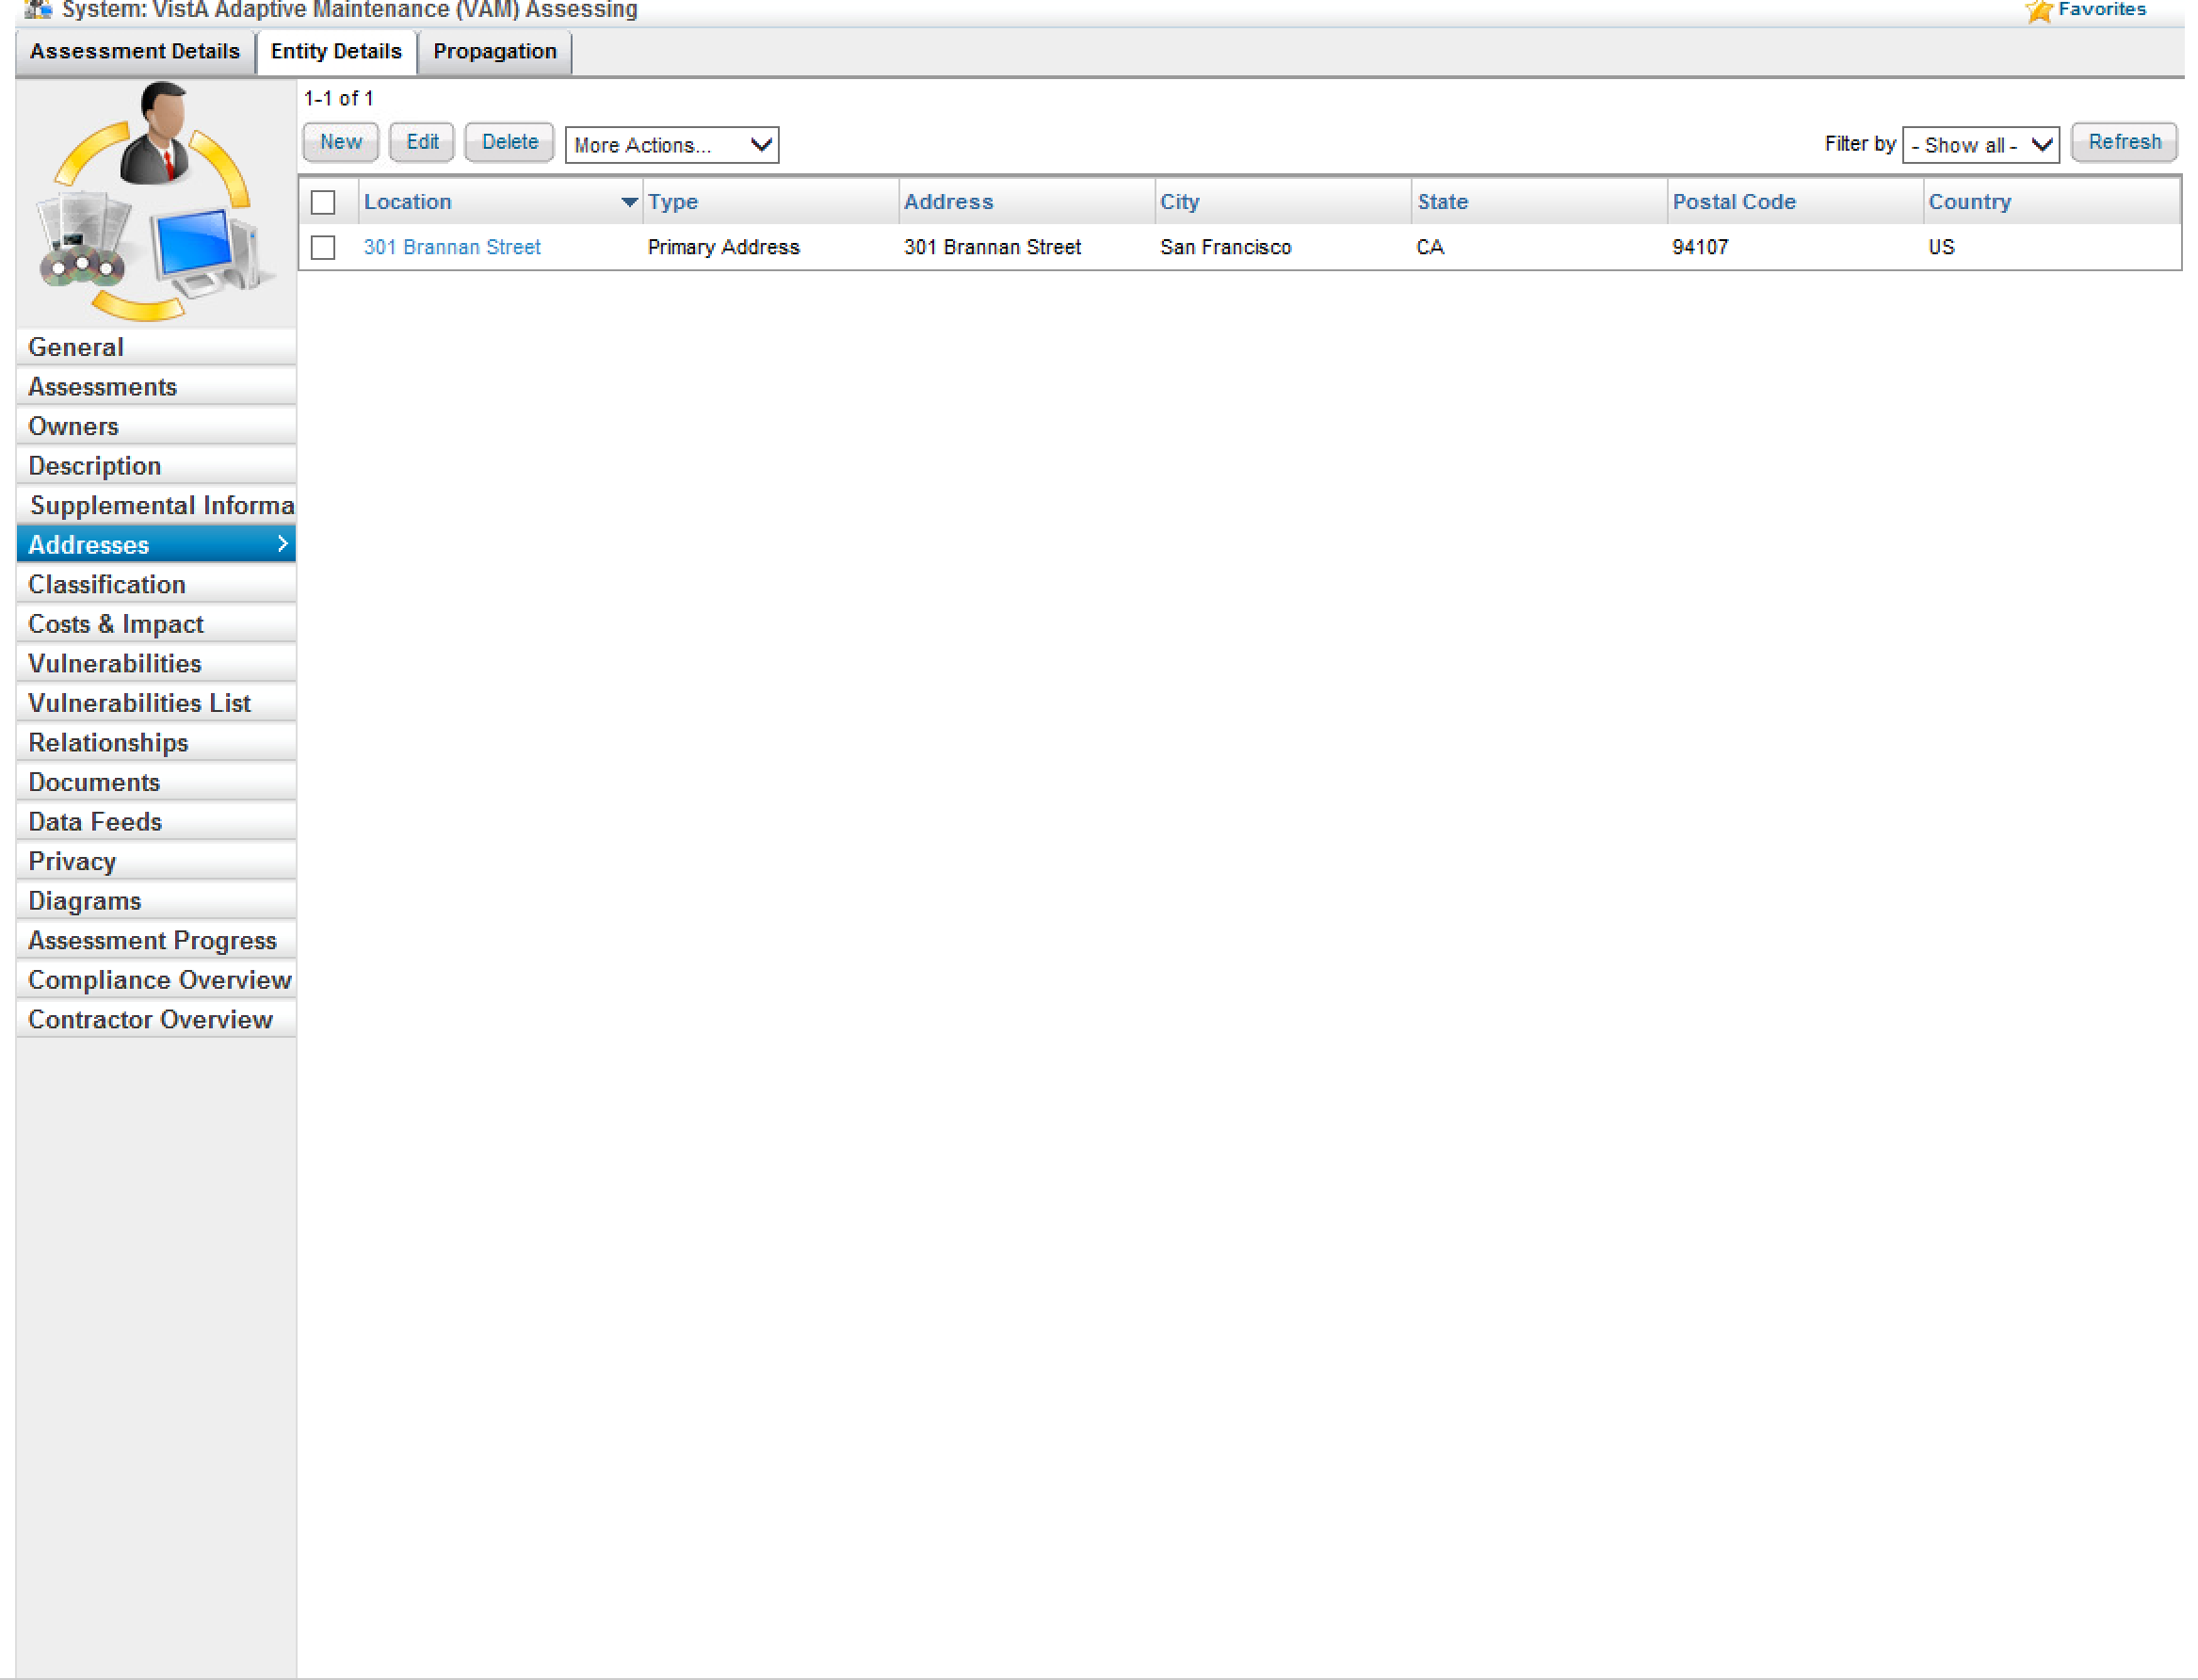 System: VistA Adaptive Maintenance (VAM) Assessing
Favorites
Assessment Details Entity Details Propagation
1-1 of 1
New Edit Delete More Actions... Filter by - Show all - Refresh
Location Type Address City State Postal Code Country
301 Brannan Street Primary Address 301 Brannan Street San Francisco CA 94107 US
General
Assessments
Owners
Description
Supplemental Informa
Addresses
Classification
Costs & Impact
Vulnerabilities
Vulnerabilities List
Relationships
Documents
Data Feeds
Privacy
Diagrams
Assessment Progress
Compliance Overview
Contractor Overview